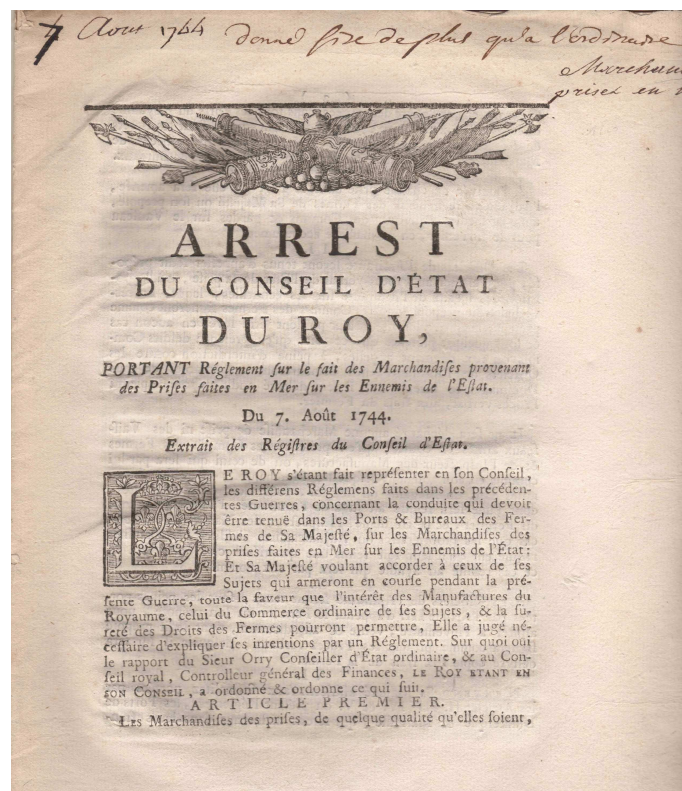 7 Aout 1744 donné fixe de plus qu'a l'ordinaire
prises en
ARREST
DU CONSEIL D'ÉTAT
DU ROY,
PORTANT Réglement ſur le fait des Marchandiſes provenant
des Priſes faites en Mer ſur les Ennemis de l'Eſtat.
Du 7. Août 1744.
Extrait des Régiſtres du Conſeil d'Eſtat.
LE ROY s'étant fait repréſenter en ſon Conſeil,
les différens Réglemens faits dans les précéden-
tes Guerres, concernant la conduite qui devoit
être tenuë dans les Ports & Bureaux des Fer-
mes de Sa Majeſté, ſur les Marchandiſes des
priſes faites en Mer ſur les Ennemis de l'État:
Et Sa Majeſté voulant accorder à ceux de ſes
Sujets qui armeront en courſe pendant la pré-
ſente Guerre, toute la faveur que l'intérêt des Manufactures du
Royaume, celui du Commerce ordinaire de ſes Sujets, & la ſu-
reté des Droits des Fermes pourront permettre, Elle a jugé né-
ceſſaire d'expliquer ſes intentions par un Réglement. Sur quoi oui
le rapport du Sieur Orry Conſeiller d'État ordinaire, & au Con-
ſeil royal, Controlleur général des Finances, LE ROY ETANT EN
SON CONSEIL, a ordonné & ordonne ce qui ſuit.
ARTICLE PREMIER.
Les Marchandiſes des priſes, de quelque qualité qu'elles ſoient,